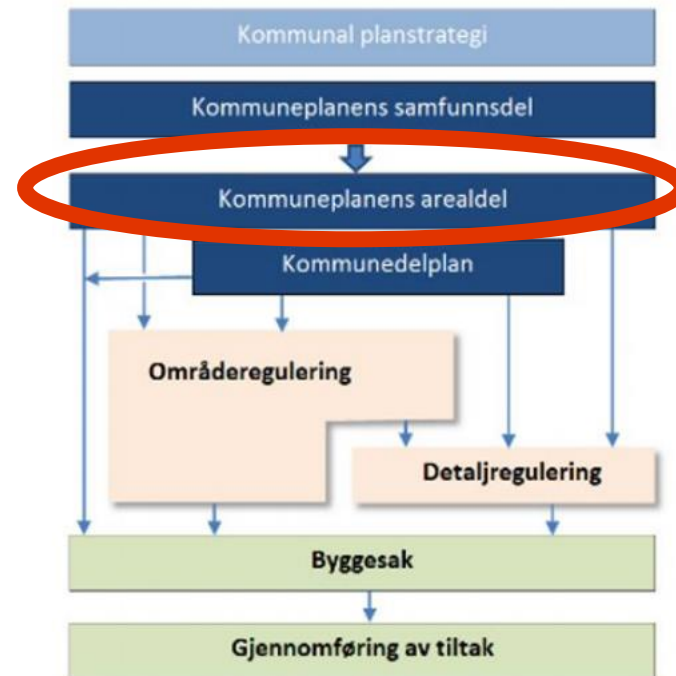 Kommunal planstrategi
Kommuneplanens samfunnsdel
Kommuneplanens arealdel
Kommunedelplan
Områderegulering
Detaljregulering
Byggesak
Gjennomføring av tiltak